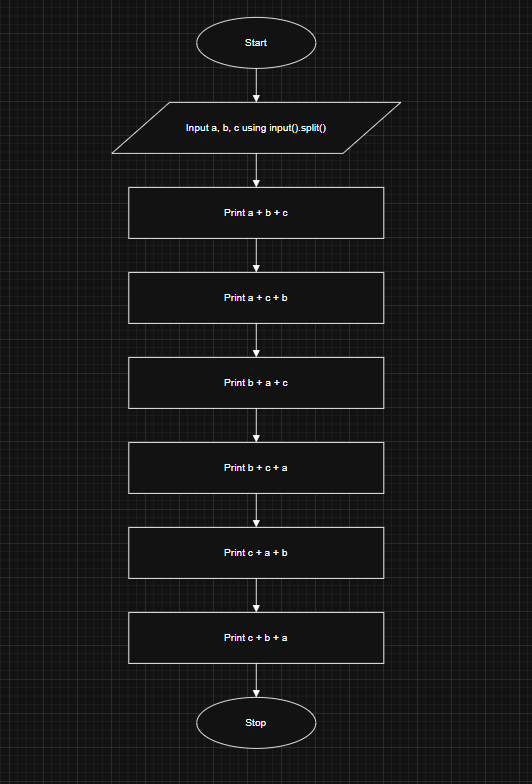 Start
Input a, b, c using input().split()
Print a + b + c
Print a + c + b
Print b + a + c
Print b + c + a
Print c + a + b
Print c + b + a
Stop